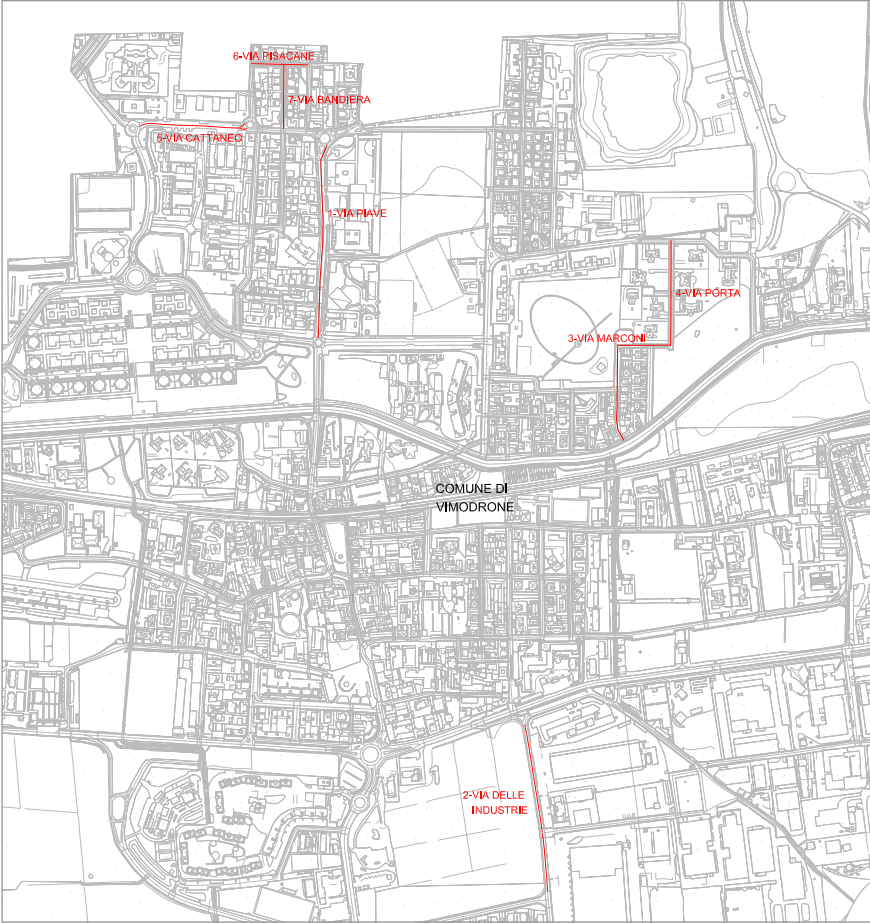 6-VIA PISACANE
7-VIA BANDIERA
5-VIA CATTANEO
1-VIA PIAVE
4-VIA PORTA
3-VIA MARCONI
COMUNE DI
VIMODRONE
2-VIA DELLE
INDUSTRIE